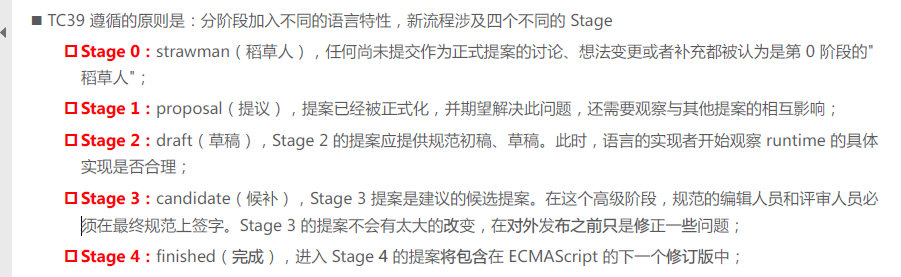 TC39 遵循的原则是：分阶段加入不同的语言特性，新流程涉及四个不同的 Stage
Stage 0：strawman（稻草人），任何尚未提交作为正式提案的讨论、想法变更或者补充都被认为是第 0 阶段的"
稻草人"；
Stage 1：proposal（提议），提案已经被正式化，并期望解决此问题，还需要观察与其他提案的相互影响；
Stage 2：draft（草稿），Stage 2 的提案应提供规范初稿、草稿。此时，语言的实现者开始观察 runtime 的具体
实现是否合理；
Stage 3：candidate（候补），Stage 3 提案是建议的候选提案。在这个高级阶段，规范的编辑人员和评审人员必
须在最终规范上签字。Stage 3 的提案不会有太大的改变，在对外发布之前只是修正一些问题；
Stage 4：finished（完成），进入 Stage 4 的提案将包含在 ECMAScript 的下一个修订版中；